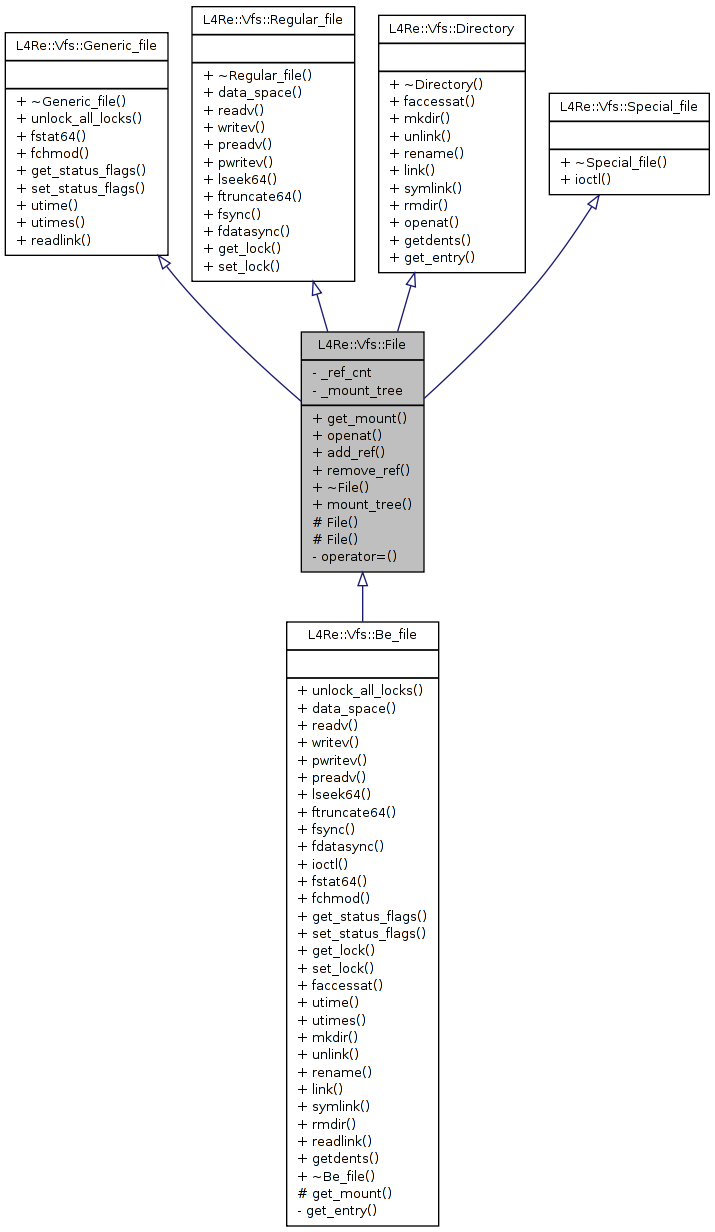 L4Re::Vfs::Generic_file
+ ~Generic_file()
+ unlock_all_locks()
+ fstat64()
+ fchmod()
+ get_status_flags()
+ set_status_flags()
+ utime()
+ utimes()
+ readlink()
L4Re::Vfs::Regular_file
+ ~Regular_file()
+ data_space()
+ readv()
+ writev()
+ preadv()
+ pwritev()
+ lseek64()
+ ftruncate64()
+ fsync()
+ fdatasync()
+ get_lock()
+ set_lock()
L4Re::Vfs::Directory
+ ~Directory()
+ faccessat()
+ mkdir()
+ unlink()
+ rename()
+ link()
+ symlink()
+ rmdir()
+ openat()
+ getdents()
+ get_entry()
L4Re::Vfs::Special_file
+ ~Special_file()
+ ioctl()
L4Re::Vfs::File
- _ref_cnt
- _mount_tree
+ get_mount()
+ openat()
+ add_ref()
+ remove_ref()
+ ~File()
+ mount_tree()
# File()
# File()
- operator=()
L4Re::Vfs::Be_file
+ unlock_all_locks()
+ data_space()
+ readv()
+ writev()
+ pwritev()
+ preadv()
+ lseek64()
+ ftruncate64()
+ fsync()
+ fdatasync()
+ ioctl()
+ fstat64()
+ fchmod()
+ get_status_flags()
+ set_status_flags()
+ get_lock()
+ set_lock()
+ faccessat()
+ utime()
+ utimes()
+ mkdir()
+ unlink()
+ rename()
+ link()
+ symlink()
+ rmdir()
+ readlink()
+ getdents()
+ ~Be_file()
# get_mount()
- get_entry()